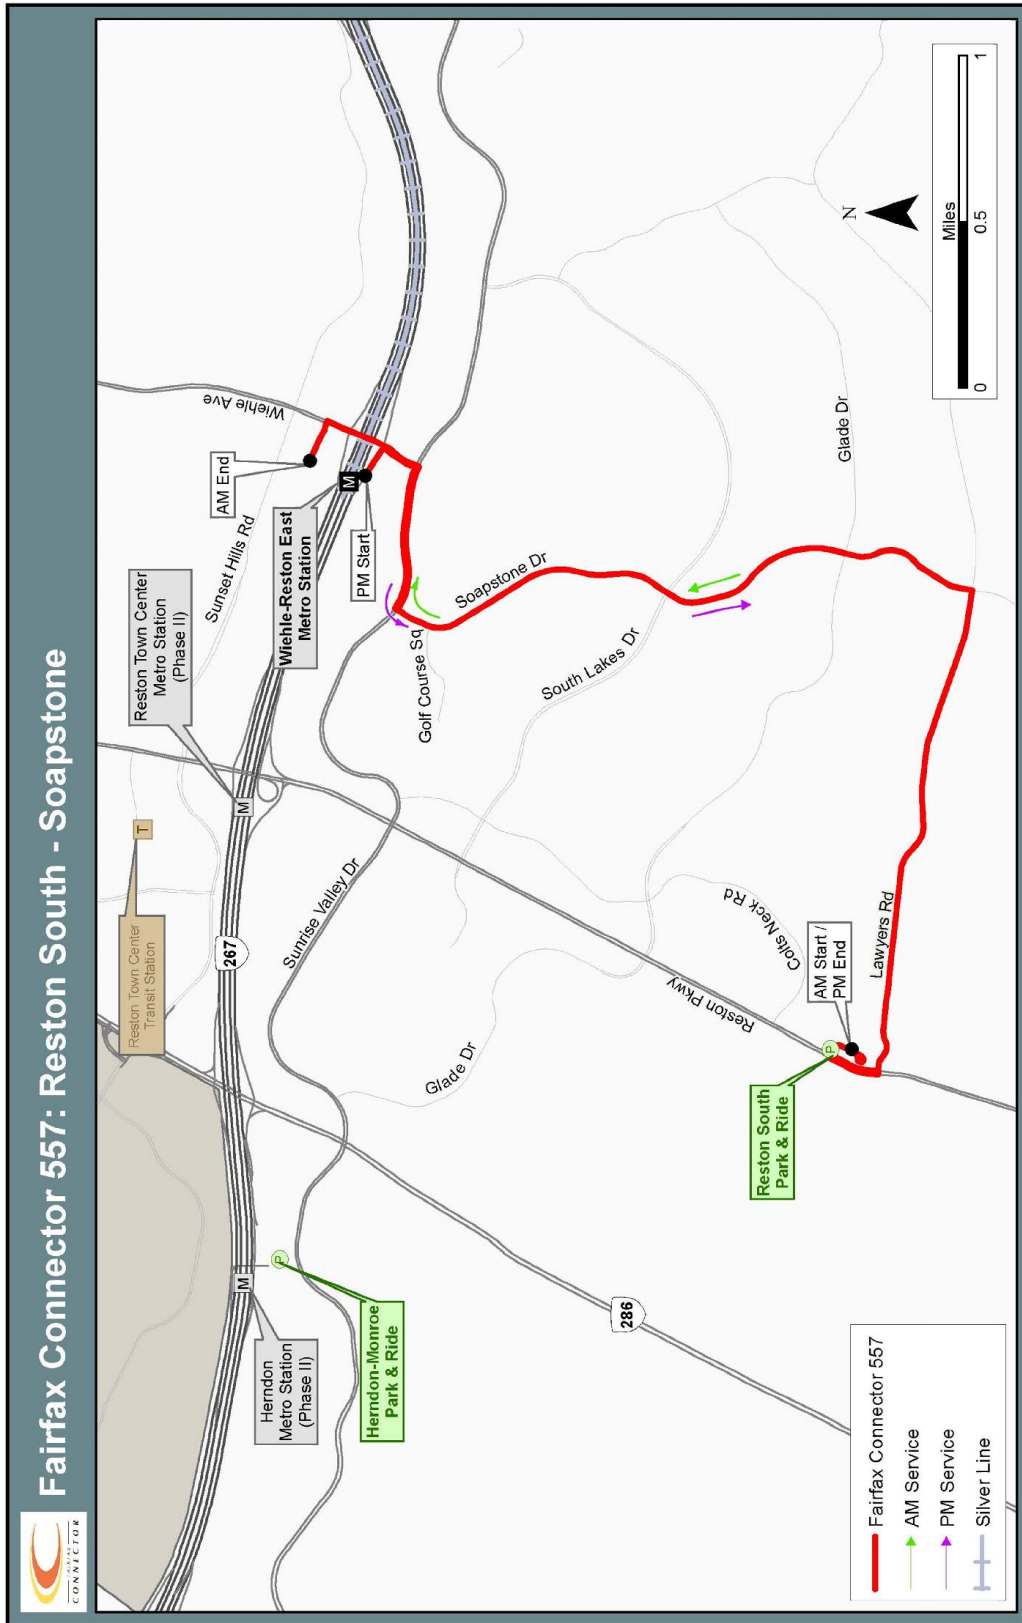 Fairfax Connector 557: Reston South - Soapstone
FAIRFAX
CONNECTOR
Reston Town Center
Transit Station
T
Reston Town Center
Metro Station
(Phase II)
Sunset Hills Rd
AM End
Wiehle Ave
M
267
M
Wiehle-Reston East
Metro Station
M
PM Start
Herndon
Metro Station
(Phase II)
P
Herndon-Monroe
Park & Ride
Sunrise Valley Dr
Golf Course Sq
Soapstone Dr
South Lakes Dr
Glade Dr
Glade Dr
286
Reston Pkwy
Colts Neck Rd
Reston South
Park & Ride
P
AM Start /
PM End
Lawyers Rd
N
Miles
0
0.5
1
Fairfax Connector 557
AM Service
PM Service
Silver Line